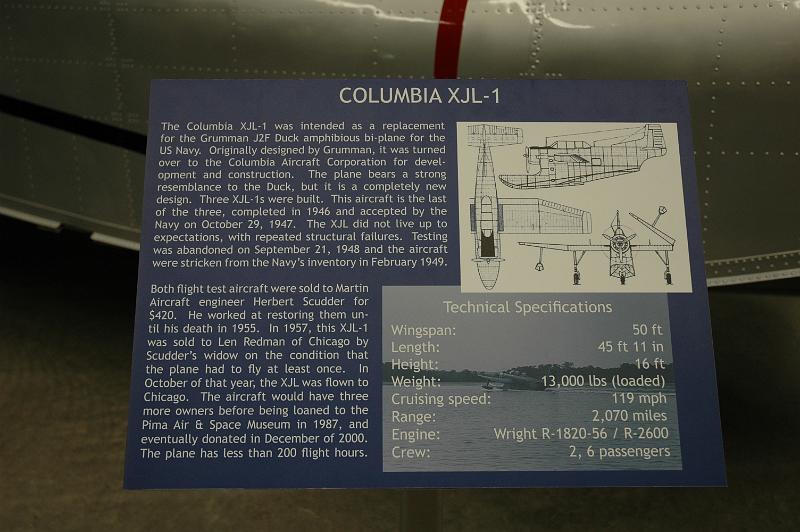 COLUMBIA XJL-1
The Columbia XJL-1 was intended as a replacement
for the Grumman J2F Duck amphibious bi-plane for the
US Navy. Originally designed by Grumman, it was turned
over to the Columbia Aircraft Corporation for devel-
opment and construction. The plane bears a strong
resemblance to the Duck, but it is a completely new
design. Three XJL-1s were built. This aircraft is the last
of the three, completed in 1946 and accepted by the
Navy on October 29, 1947. The XJL did not live up to
expectations, with repeated structural failures. Testing
was abandoned on September 21, 1948 and the aircraft
were stricken from the Navy's inventory in February 1949.
Both flight test aircraft were sold to Martin
Aircraft engineer Herbert Scudder for
$420. He worked at restoring them un-
til his death in 1955. In 1957, this XJL-1
was sold to Len Redman of Chicago by
Scudder's widow on the condition that
the plane had to fly at least once. In
October of that year, the XJL was flown to
Chicago. The aircraft would have three
more owners before being loaned to the
Pima Air & Space Museum in 1987, and
eventually donated in December of 2000.
The plane has less than 200 flight hours.
Technical Specifications
Wingspan: 50 ft
Length: 45 ft 11 in
Height: 16 ft
Weight: 13,000 lbs (loaded)
Cruising speed: 119 mph
Range: 2,070 miles
Engine: Wright R-1820-56 / R-2600
Crew: 2, 6 passengers